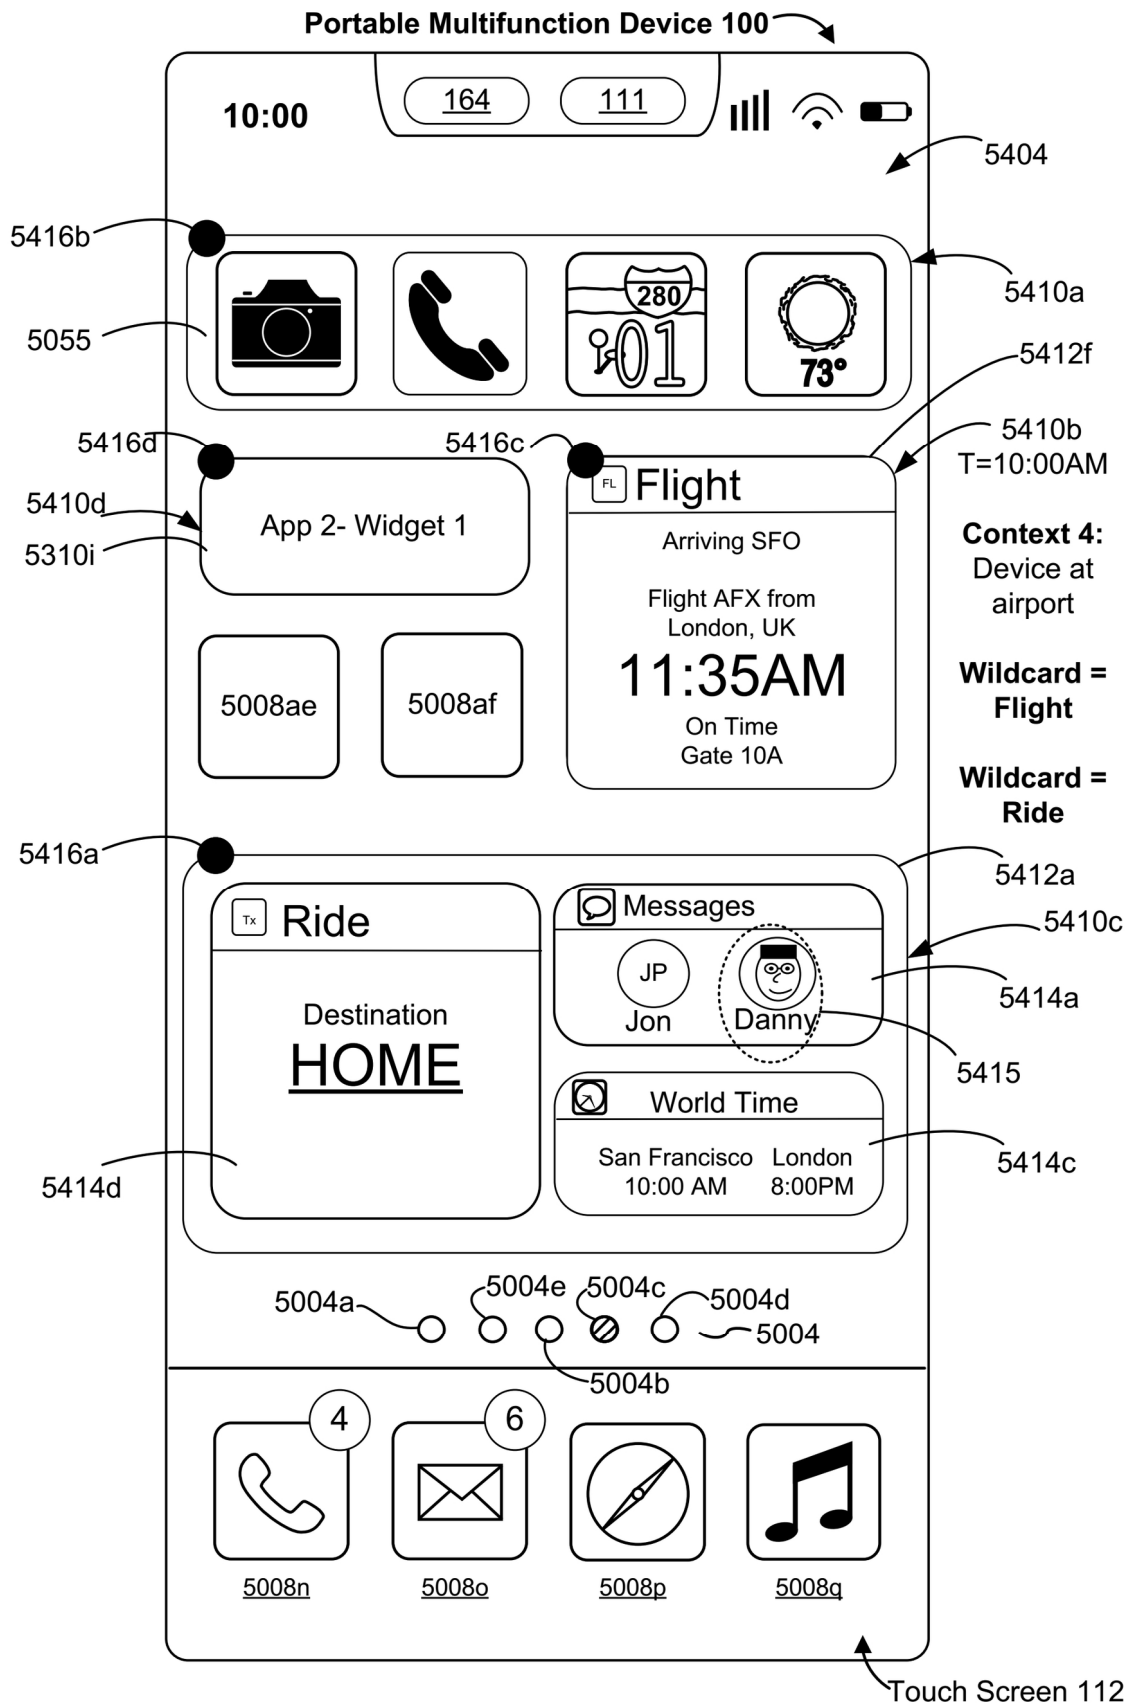 Portable Multifunction Device 100
10:00
164
111
5404
5416b
5410a
5055
280
01
73°
5412f
5416d
5416c
5410b
T=10:00AM
FL
Flight
5410d
5310i
App 2- Widget 1
Arriving SFO
Context 4:
Device at
airport
Flight AFX from
London, UK
11:35AM
On Time
Gate 10A
5008ae
5008af
Wildcard =
Flight
Wildcard =
Ride
5416a
5412a
5410c
Tx
Ride
Messages
JP
Jon
Danny
5414a
5415
Destination
HOME
World Time
San Francisco
London
10:00 AM
8:00PM
5414c
5414d
5004a
5004e
5004c
5004d
5004
5004b
4
6
5008n
5008o
5008p
5008q
Touch Screen 112